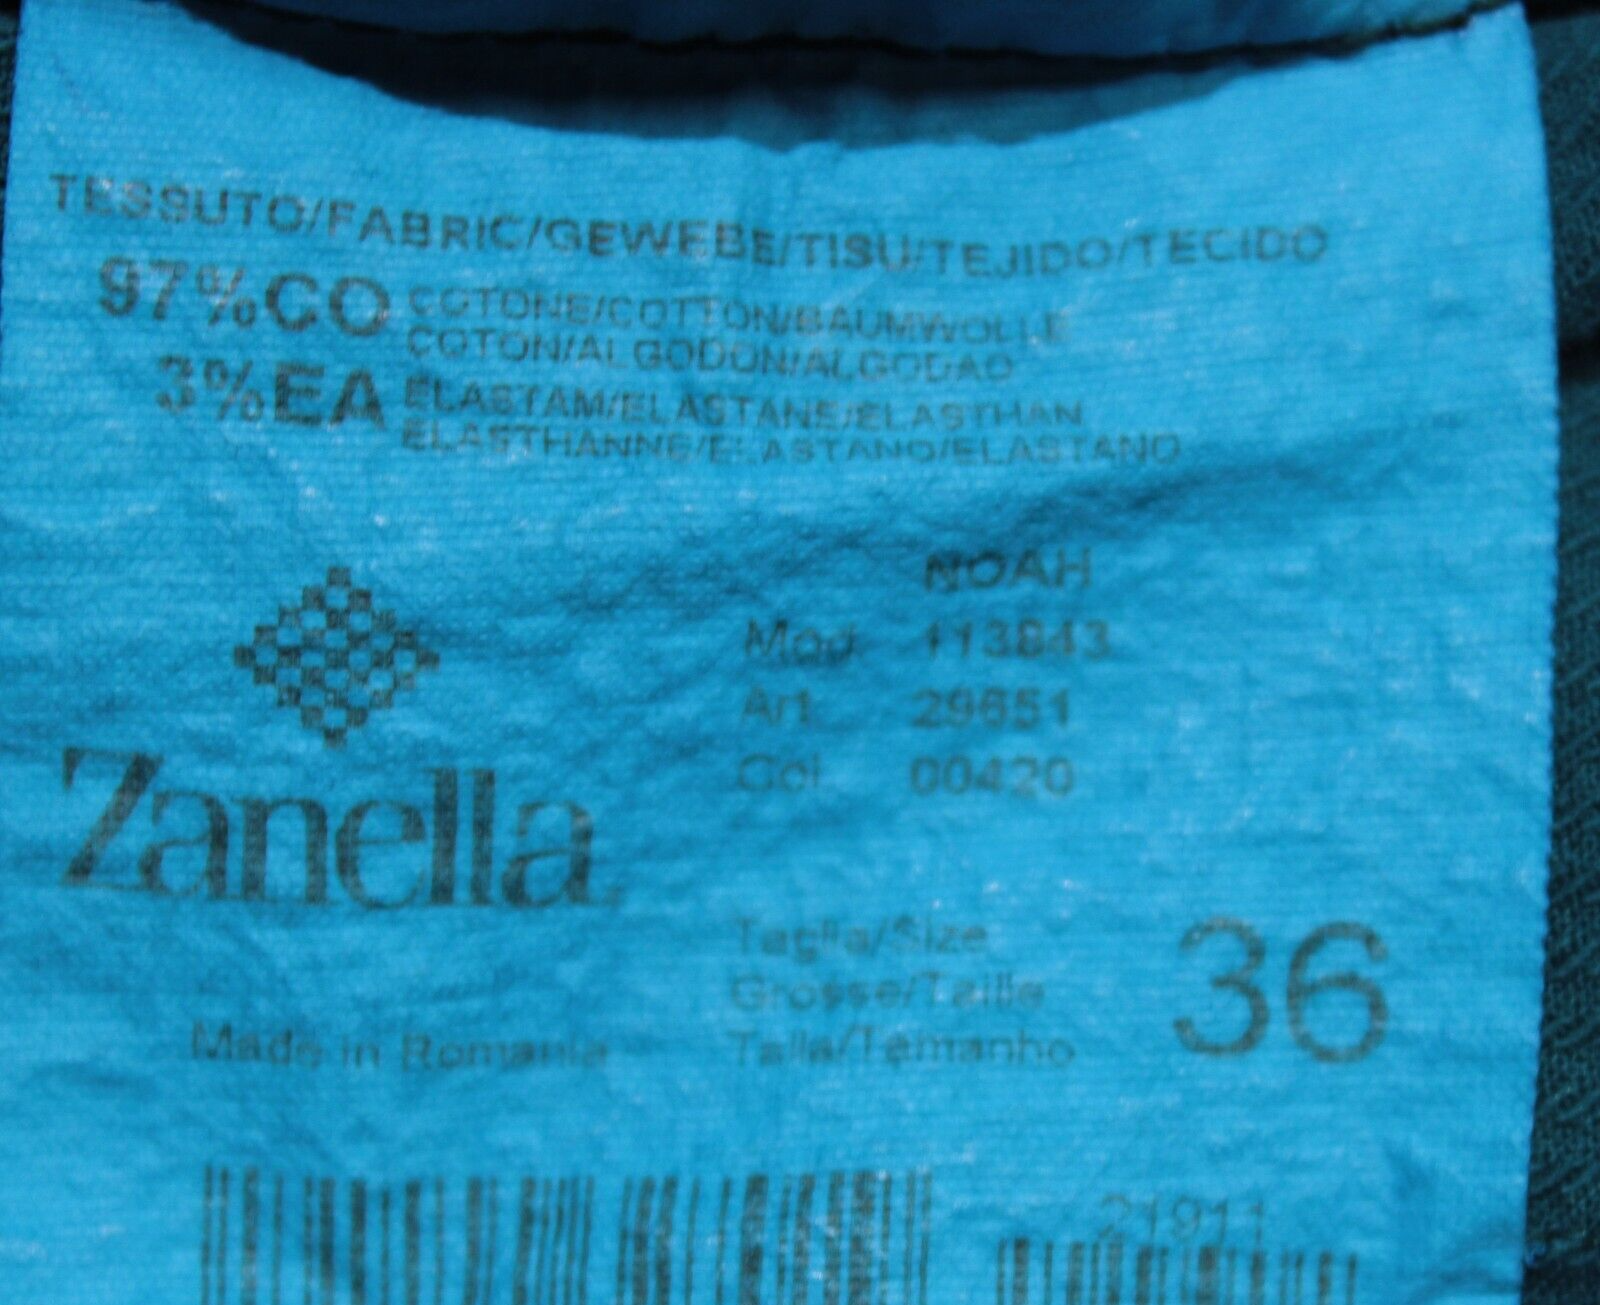 TESSUTO/FABRIC/GEWEBE/TISU/TEJIDO/TECIDO
97%CO COTONE/COTTON/BAUMWOLLE
COTON/ALGODON/ALGODAO
3%EA ELASTAM/ELASTANE/ELASTHAN
ELASTHANNE/ELASTANO/ELASTANO
NOAH
Mod 113843
Art 29651
Col 00420
Zanella
Taglia/Size
Grosse/Taille
Talla/Tamanho
36
Made in Romania
21911